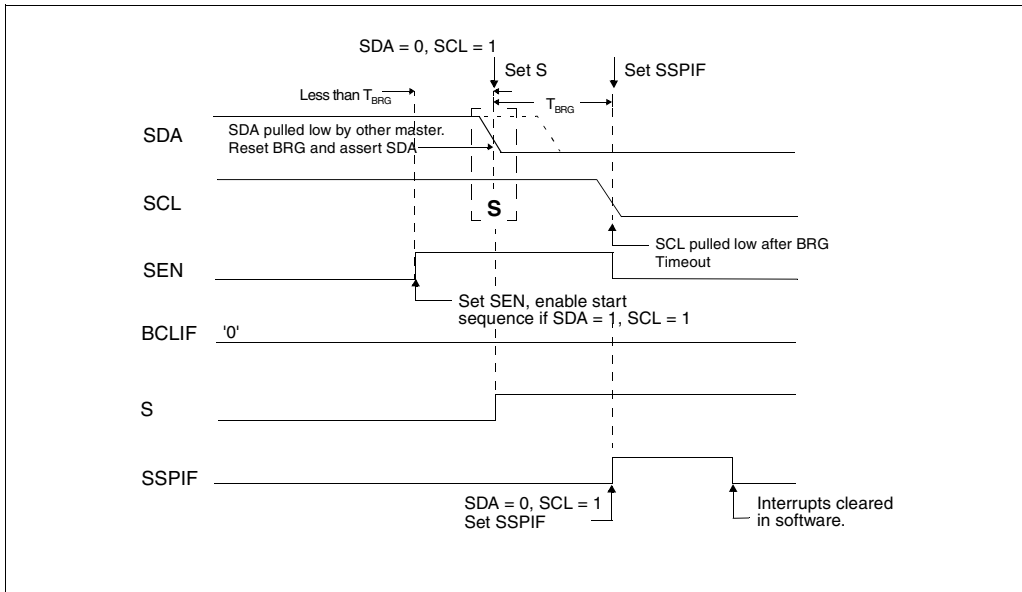 SDA = 0, SCL = 1
Set S
Set SSPIF
Less than TBRG
TBRG
SDA
SDA pulled low by other master.
Reset BRG and assert SDA
SCL
S
SCL pulled low after BRG
Timeout
SEN
Set SEN, enable start
sequence if SDA = 1, SCL = 1
BCLIF
'0'
S
SSPIF
SDA = 0, SCL = 1
Set SSPIF
Interrupts cleared
in software.